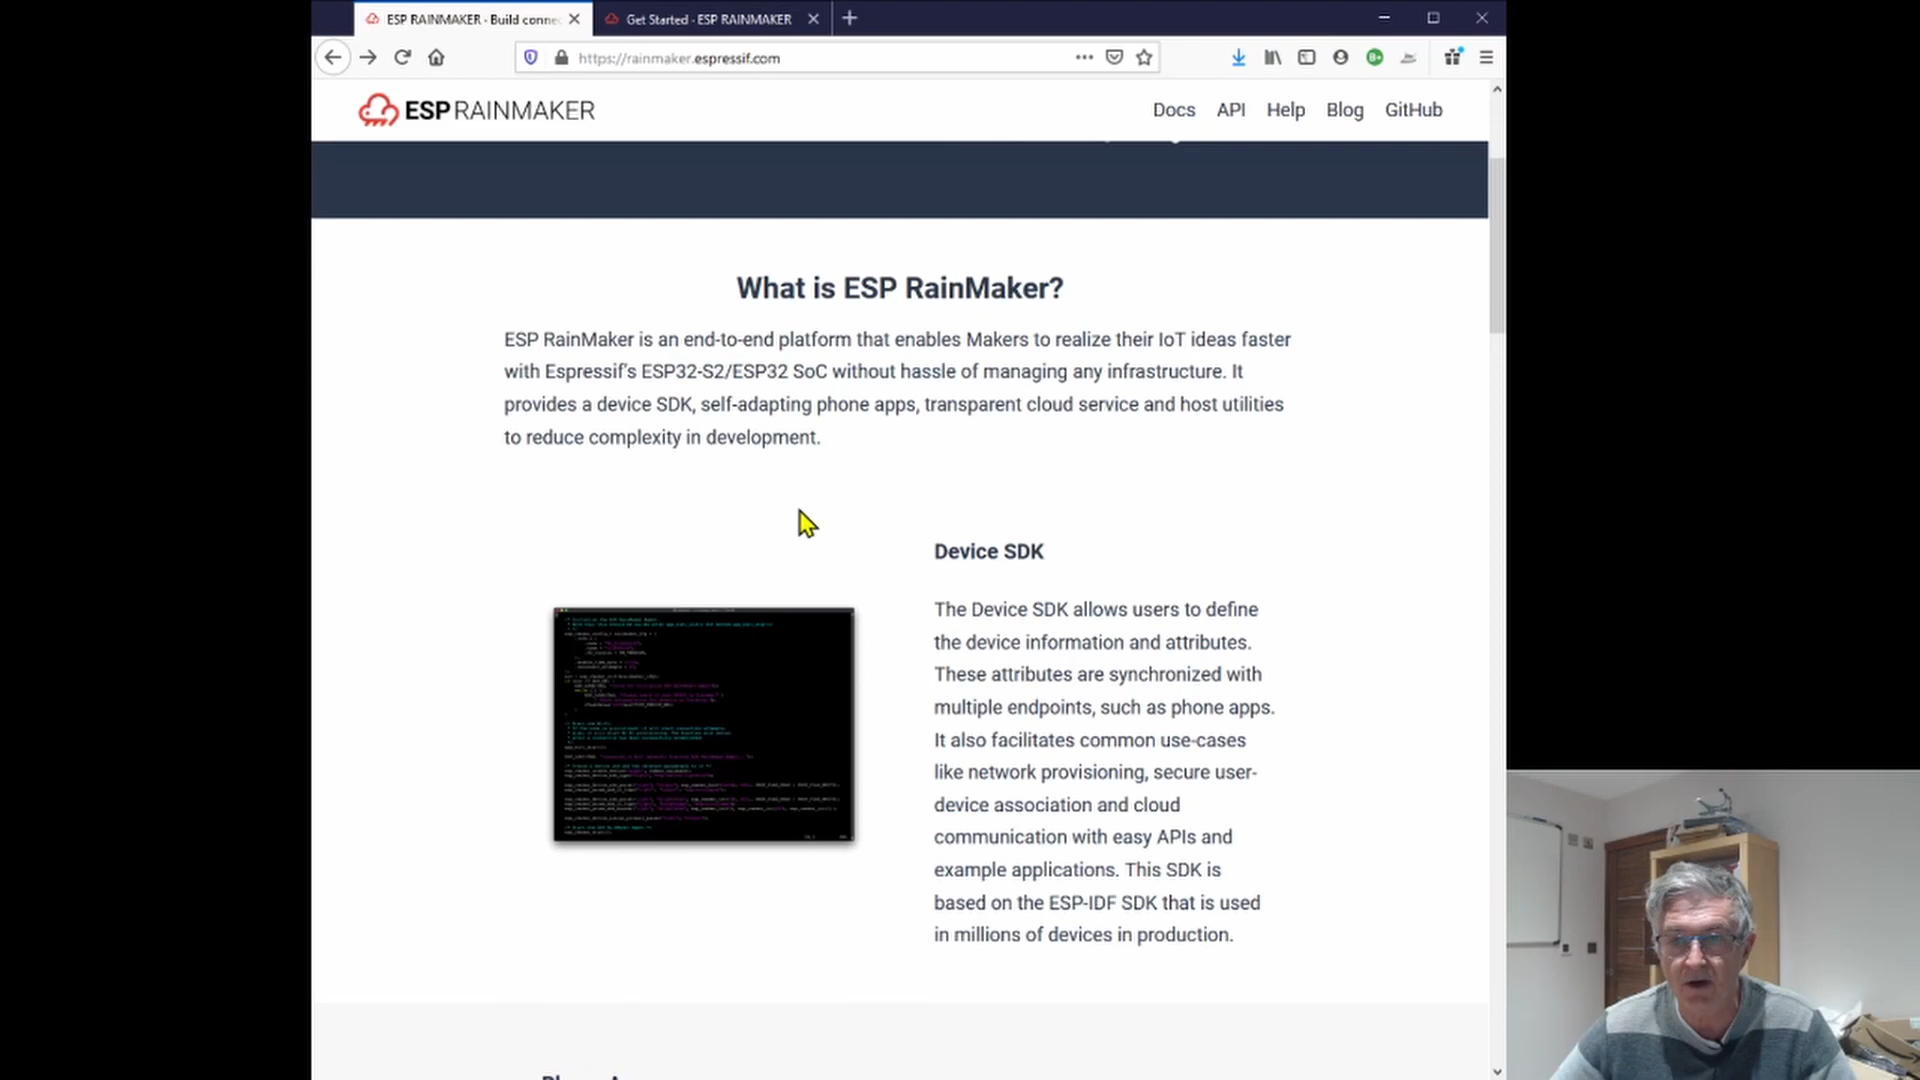 ESP RAINMAKER - Build conne
Get Started - ESP RAINMAKER
https://rainmaker.espressif.com
ESP RAINMAKER
Docs API Help Blog GitHub
What is ESP RainMaker?
ESP RainMaker is an end-to-end platform that enables Makers to realize their IoT ideas faster
with Espressif's ESP32-S2/ESP32 SoC without hassle of managing any infrastructure. It
provides a device SDK, self-adapting phone apps, transparent cloud service and host utilities
to reduce complexity in development.
Device SDK
The Device SDK allows users to define
the device information and attributes.
These attributes are synchronized with
multiple endpoints, such as phone apps.
It also facilitates common use-cases
like network provisioning, secure user-
device association and cloud
communication with easy APIs and
example applications. This SDK is
based on the ESP-IDF SDK that is used
in millions of devices in production.